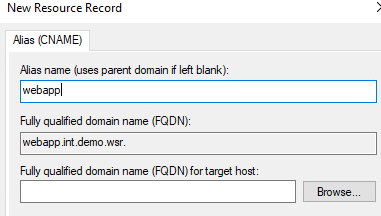 New Resource Record
Alias (CNAME)
Alias name (uses parent domain if left blank):
webapp
Fully qualified domain name (FQDN):
webapp.int.demo.wsr.
Fully qualified domain name (FQDN) for target host:
Browse...